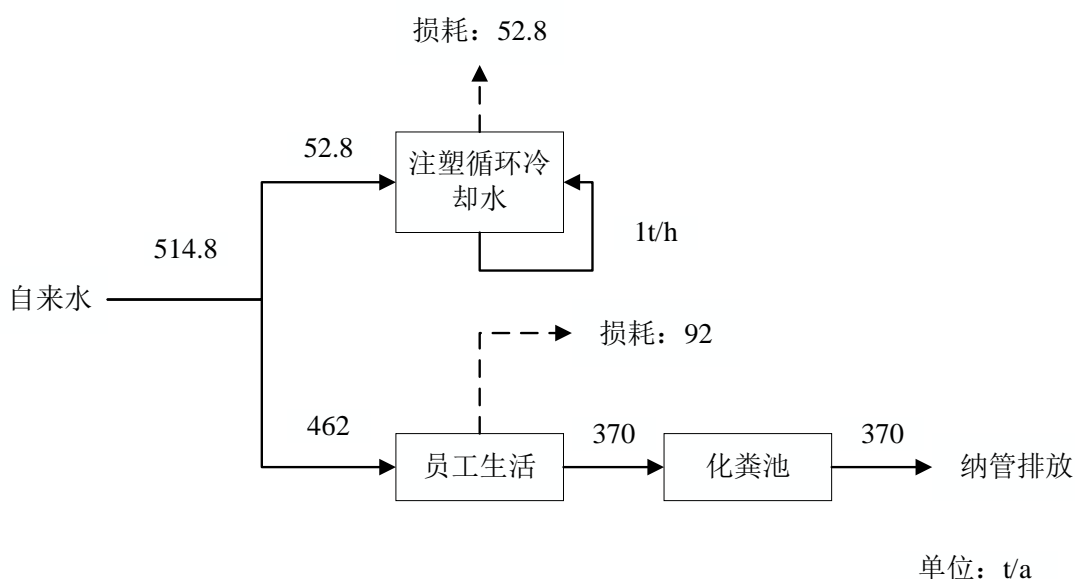 损耗：52.8
52.8
注塑循环冷
却水
1t/h
514.8
自来水
损耗：92
462
员工生活
370
化粪池
370
纳管排放
单位：t/a